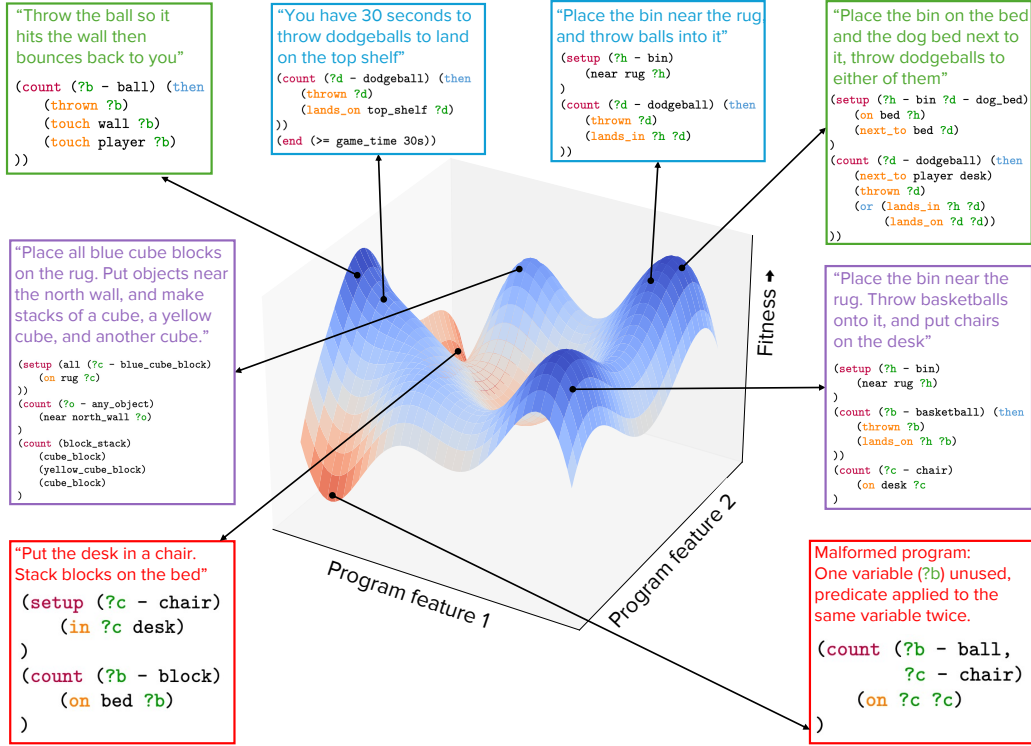 “Throw the ball so it
hits the wall then
bounces back to you”
(count (?b - ball) (then
(thrown ?b)
(touch wall ?b)
(touch player ?b)
))
“You have 30 seconds to
throw dodgeballs to land
on the top shelf”
(count (?d - dodgeball) (then
(thrown ?d)
(lands_on top_shelf ?d)
))
(end (>= game_time 30s))
“Place the bin near the rug,
and throw balls into it”
(setup (?h - bin)
(near rug ?h)
)
(count (?d - dodgeball) (then
(thrown ?d)
(lands_in ?h ?d)
))
“Place the bin on the bed
and the dog bed next to
it, throw dodgeballs to
either of them”
(setup (?h - bin ?d - dog_bed)
(on bed ?h)
(next_to bed ?d)
)
(count (?d - dodgeball) (then
(next_to player desk)
(thrown ?d)
(or (lands_in ?h ?d)
(lands_on ?d ?d))
))
“Place all blue cube blocks
on the rug. Put objects near
the north wall, and make
stacks of a cube, a yellow
cube, and another cube.”
(setup (all (?c - blue_cube_block)
(on rug ?c)
))
(count (?o - any_object)
(near north_wall ?o)
)
(count (block_stack)
(cube_block)
(yellow_cube_block)
(cube_block)
)
“Place the bin near the
rug. Throw basketballs
onto it, and put chairs
on the desk”
(setup (?h - bin)
(near rug ?h)
)
(count (?b - basketball) (then
(thrown ?b)
(lands_on ?h ?b)
))
(count (?c - chair)
(on desk ?c
)
“Put the desk in a chair.
Stack blocks on the bed”
(setup (?c - chair)
(in ?c desk)
)
(count (?b - block)
(on bed ?b)
)
Malformed program:
One variable (?b) unused,
predicate applied to the
same variable twice.
(count (?b - ball,
?c - chair)
(on ?c ?c)
)
Fitness →
Program feature 1
Program feature 2